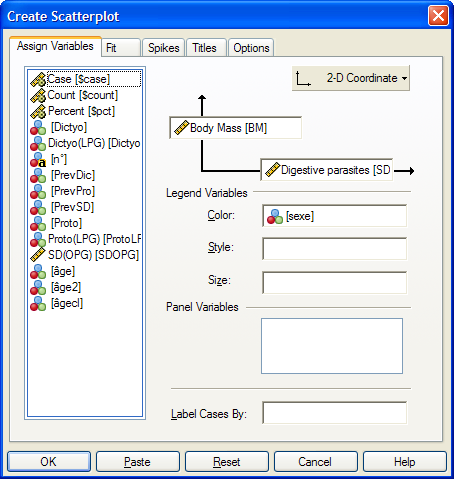 Create Scatterplot
Assign Variables Fit Spikes Titles Options
Case [$case]
Count [$count]
Percent [$pct]
[Dictyo]
Dictyo(LPG) [Dictyo
[n°]
[PrevDic]
[PrevPro]
[PrevSD]
[Proto]
Proto(LPG) [ProtoLF
SD(OPG) [SDOPG]
[âge]
[âge2]
[âgecl]
2-D Coordinate
Body Mass [BM]
Digestive parasites [SD
Legend Variables
Color: [sexe]
Style:
Size:
Panel Variables
Label Cases By:
OK Paste Reset Cancel Help